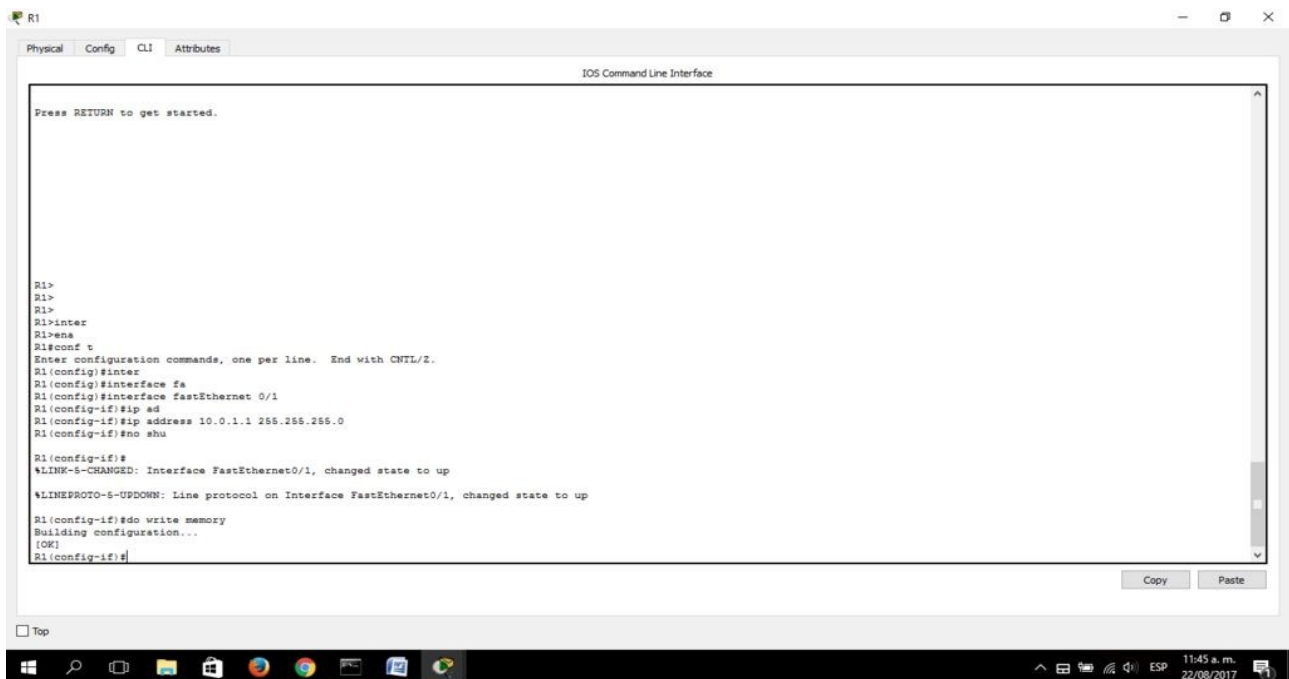 R1
Physical Config CLI Attributes
IOS Command Line Interface
Press RETURN to get started.
R1>
R1>
R1>
R1>inter
R1>ena
R1#conf t
Enter configuration commands, one per line. End with CNTL/Z.
R1(config)#inter
R1(config)#interface fa
R1(config)#interface fastEthernet 0/1
R1(config-if)#ip ad
R1(config-if)#ip address 10.0.1.1 255.255.255.0
R1(config-if)#no shu
R1(config-if)#
%LINK-5-CHANGED: Interface FastEthernet0/1, changed state to up
%LINEPROTO-5-UPDOWN: Line protocol on Interface FastEthernet0/1, changed state to up
R1(config-if)#do write memory
Building configuration...
[OK]
R1(config-if)#
Copy Paste
Top
ESP 11:45 a. m.
22/08/2017